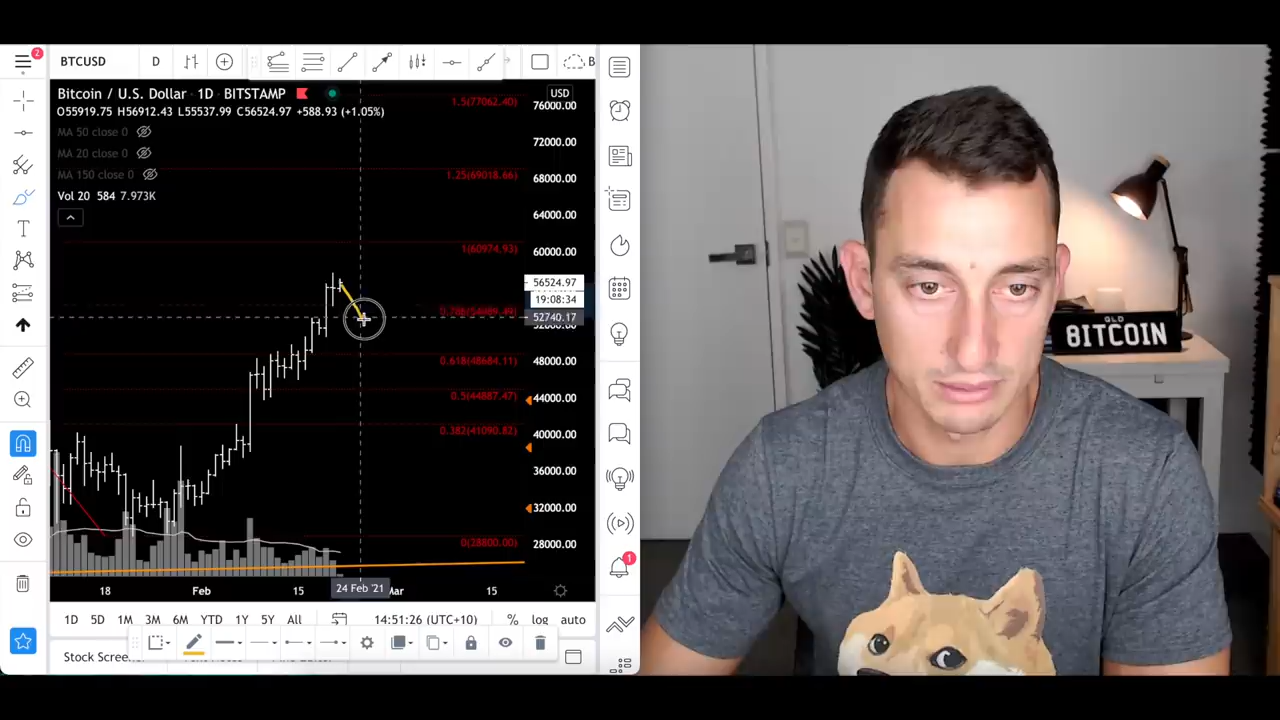 2
BTCUSD
D
B
Bitcoin / U.S. Dollar 1D · BITSTAMP
USD
O55919.75 H56912.43 L55537.99 C56524.97 +588.93 (+1.05%)
MA 50 close 0
MA 20 close 0
MA 150 close 0
Vol 20 584 7.973K
1.5(77062.40)
1.25(69018.66)
1(60974.93)
0.618(48684.11)
0.5(44887.47)
0.382(41090.82)
0(28800.00)
76000.00
72000.00
68000.00
64000.00
60000.00
56524.97
19:08:34
52740.17
48000.00
44000.00
40000.00
36000.00
32000.00
28000.00
18
Feb
15
24 Feb '21
Mar
15
1D 5D 1M 3M 6M YTD 1Y 5Y All
14:51:26 (UTC+10)
% log auto
Stock Screener
1
QLD
8ITCOIN